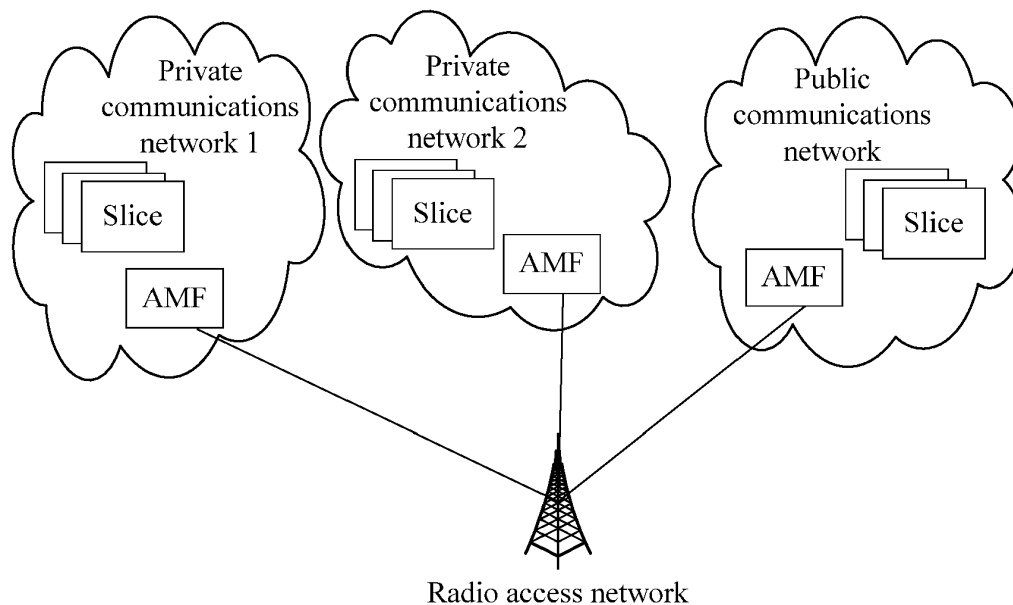 Private
communications
network 1
Slice
AMF
Private
communications
network 2
Slice
AMF
Public
communications
network
Slice
AMF
Radio access network